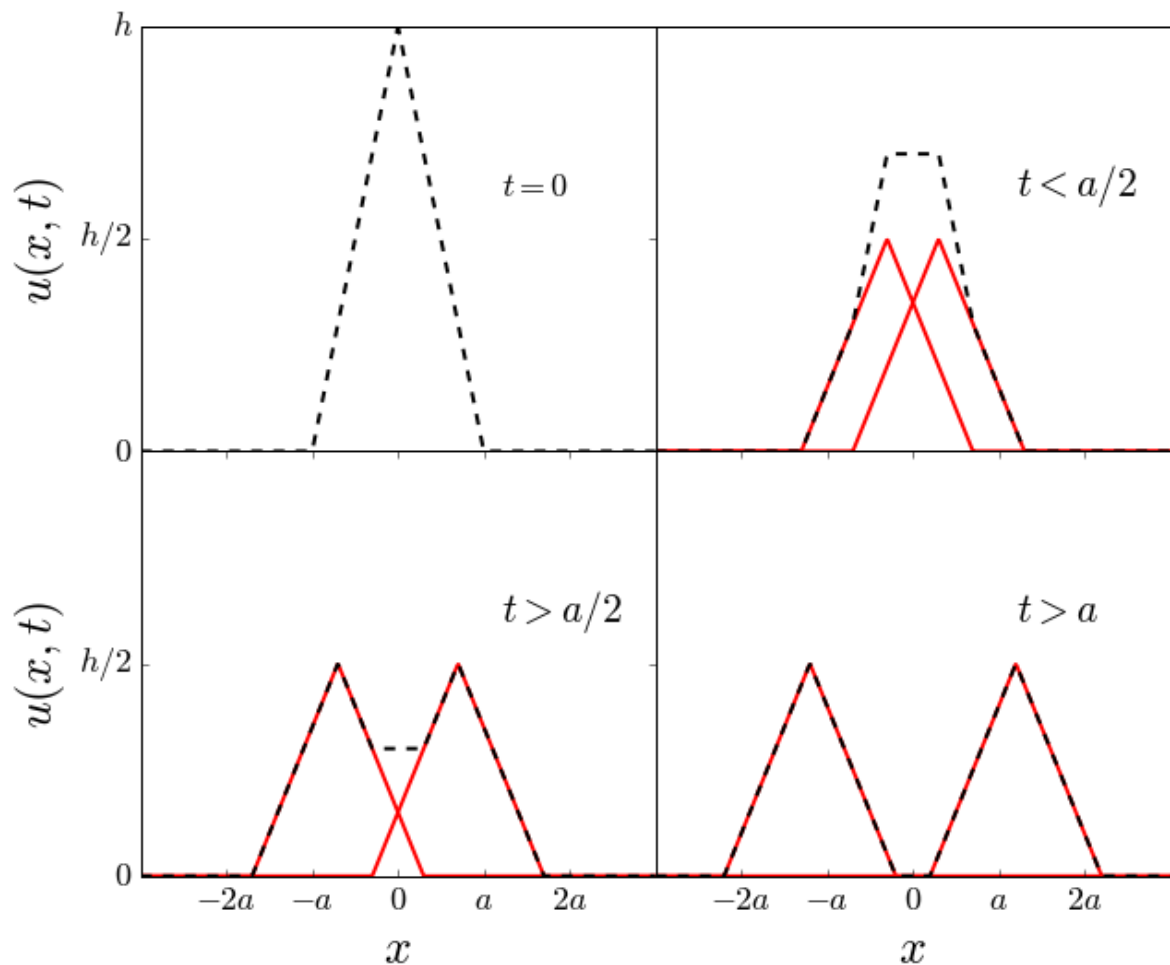 h
h/2
0
u(x, t)
t = 0
t < a/2
h/2
0
u(x, t)
t > a/2
t > a
−2a −a 0 a 2a
−2a −a 0 a 2a
x
x